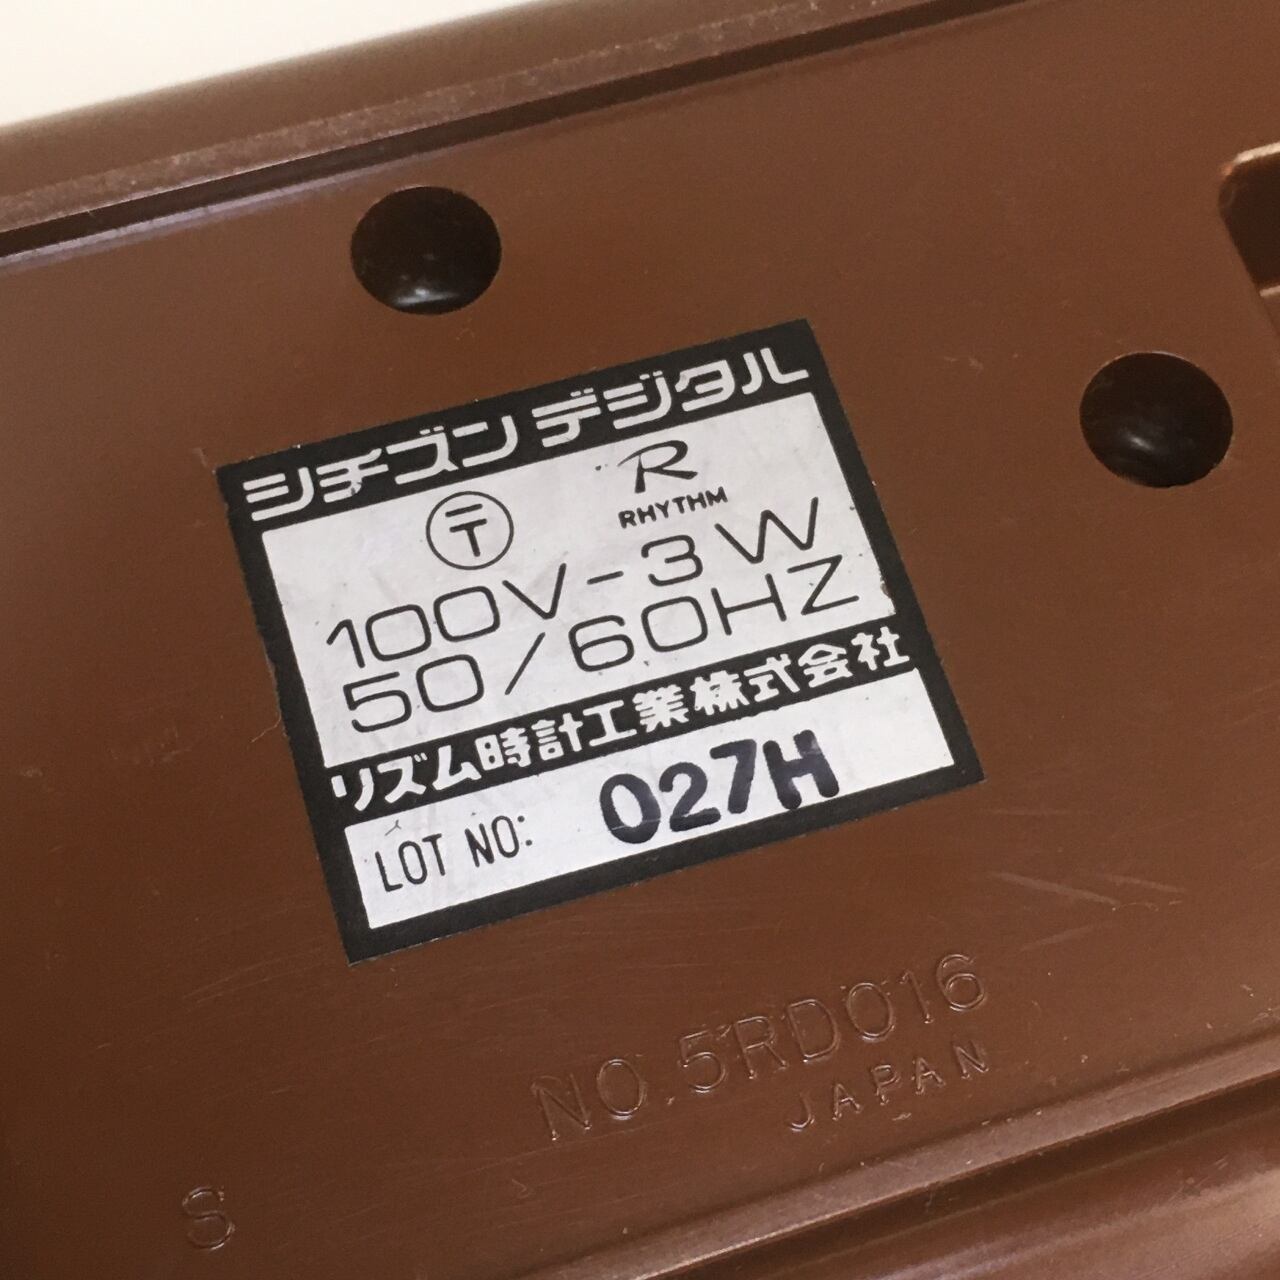 シチズン デジタル
〒 R
RHYTHM
100V-3W
50/60HZ
リズム時計工業株式会社
LOT NO: 027H
NO.5RD016
JAPAN
S